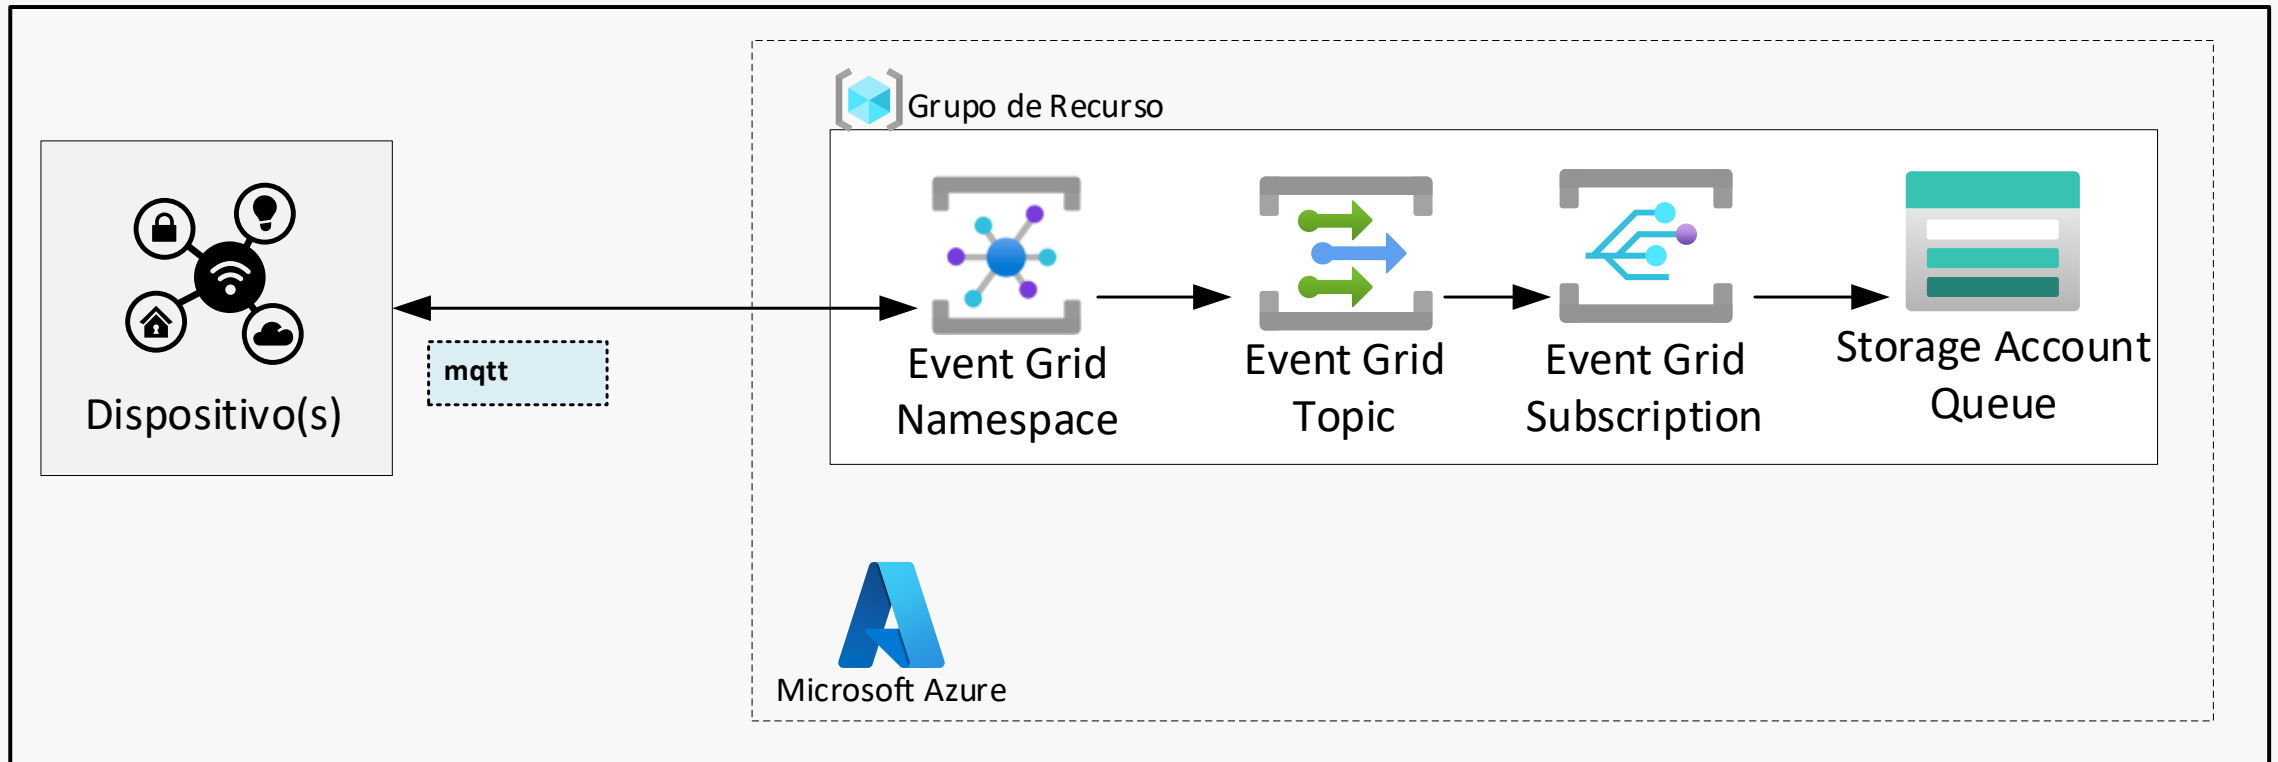 Grupo de Recurso
mqtt
Dispositivo(s)
Event Grid
Namespace
Event Grid
Topic
Event Grid
Subscription
Storage Account
Queue
Microsoft Azure